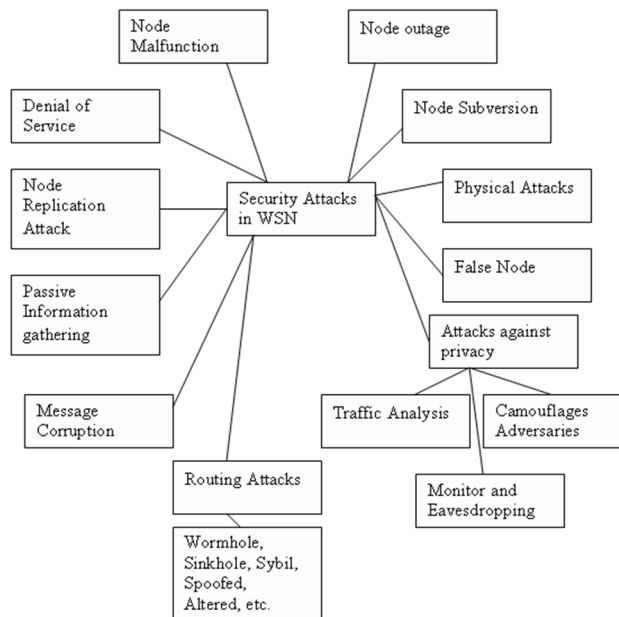 Node
Malfunction
Node outage
Denial of
Service
Node Subversion
Node
Replication
Attack
Security Attacks
in WSN
Physical Attacks
Passive
Information
gathering
False Node
Attacks against
privacy
Message
Corruption
Traffic Analysis
Camouflages
Adversaries
Routing Attacks
Monitor and
Eavesdropping
Wormhole,
Sinkhole, Sybil,
Spoofed,
Altered, etc.